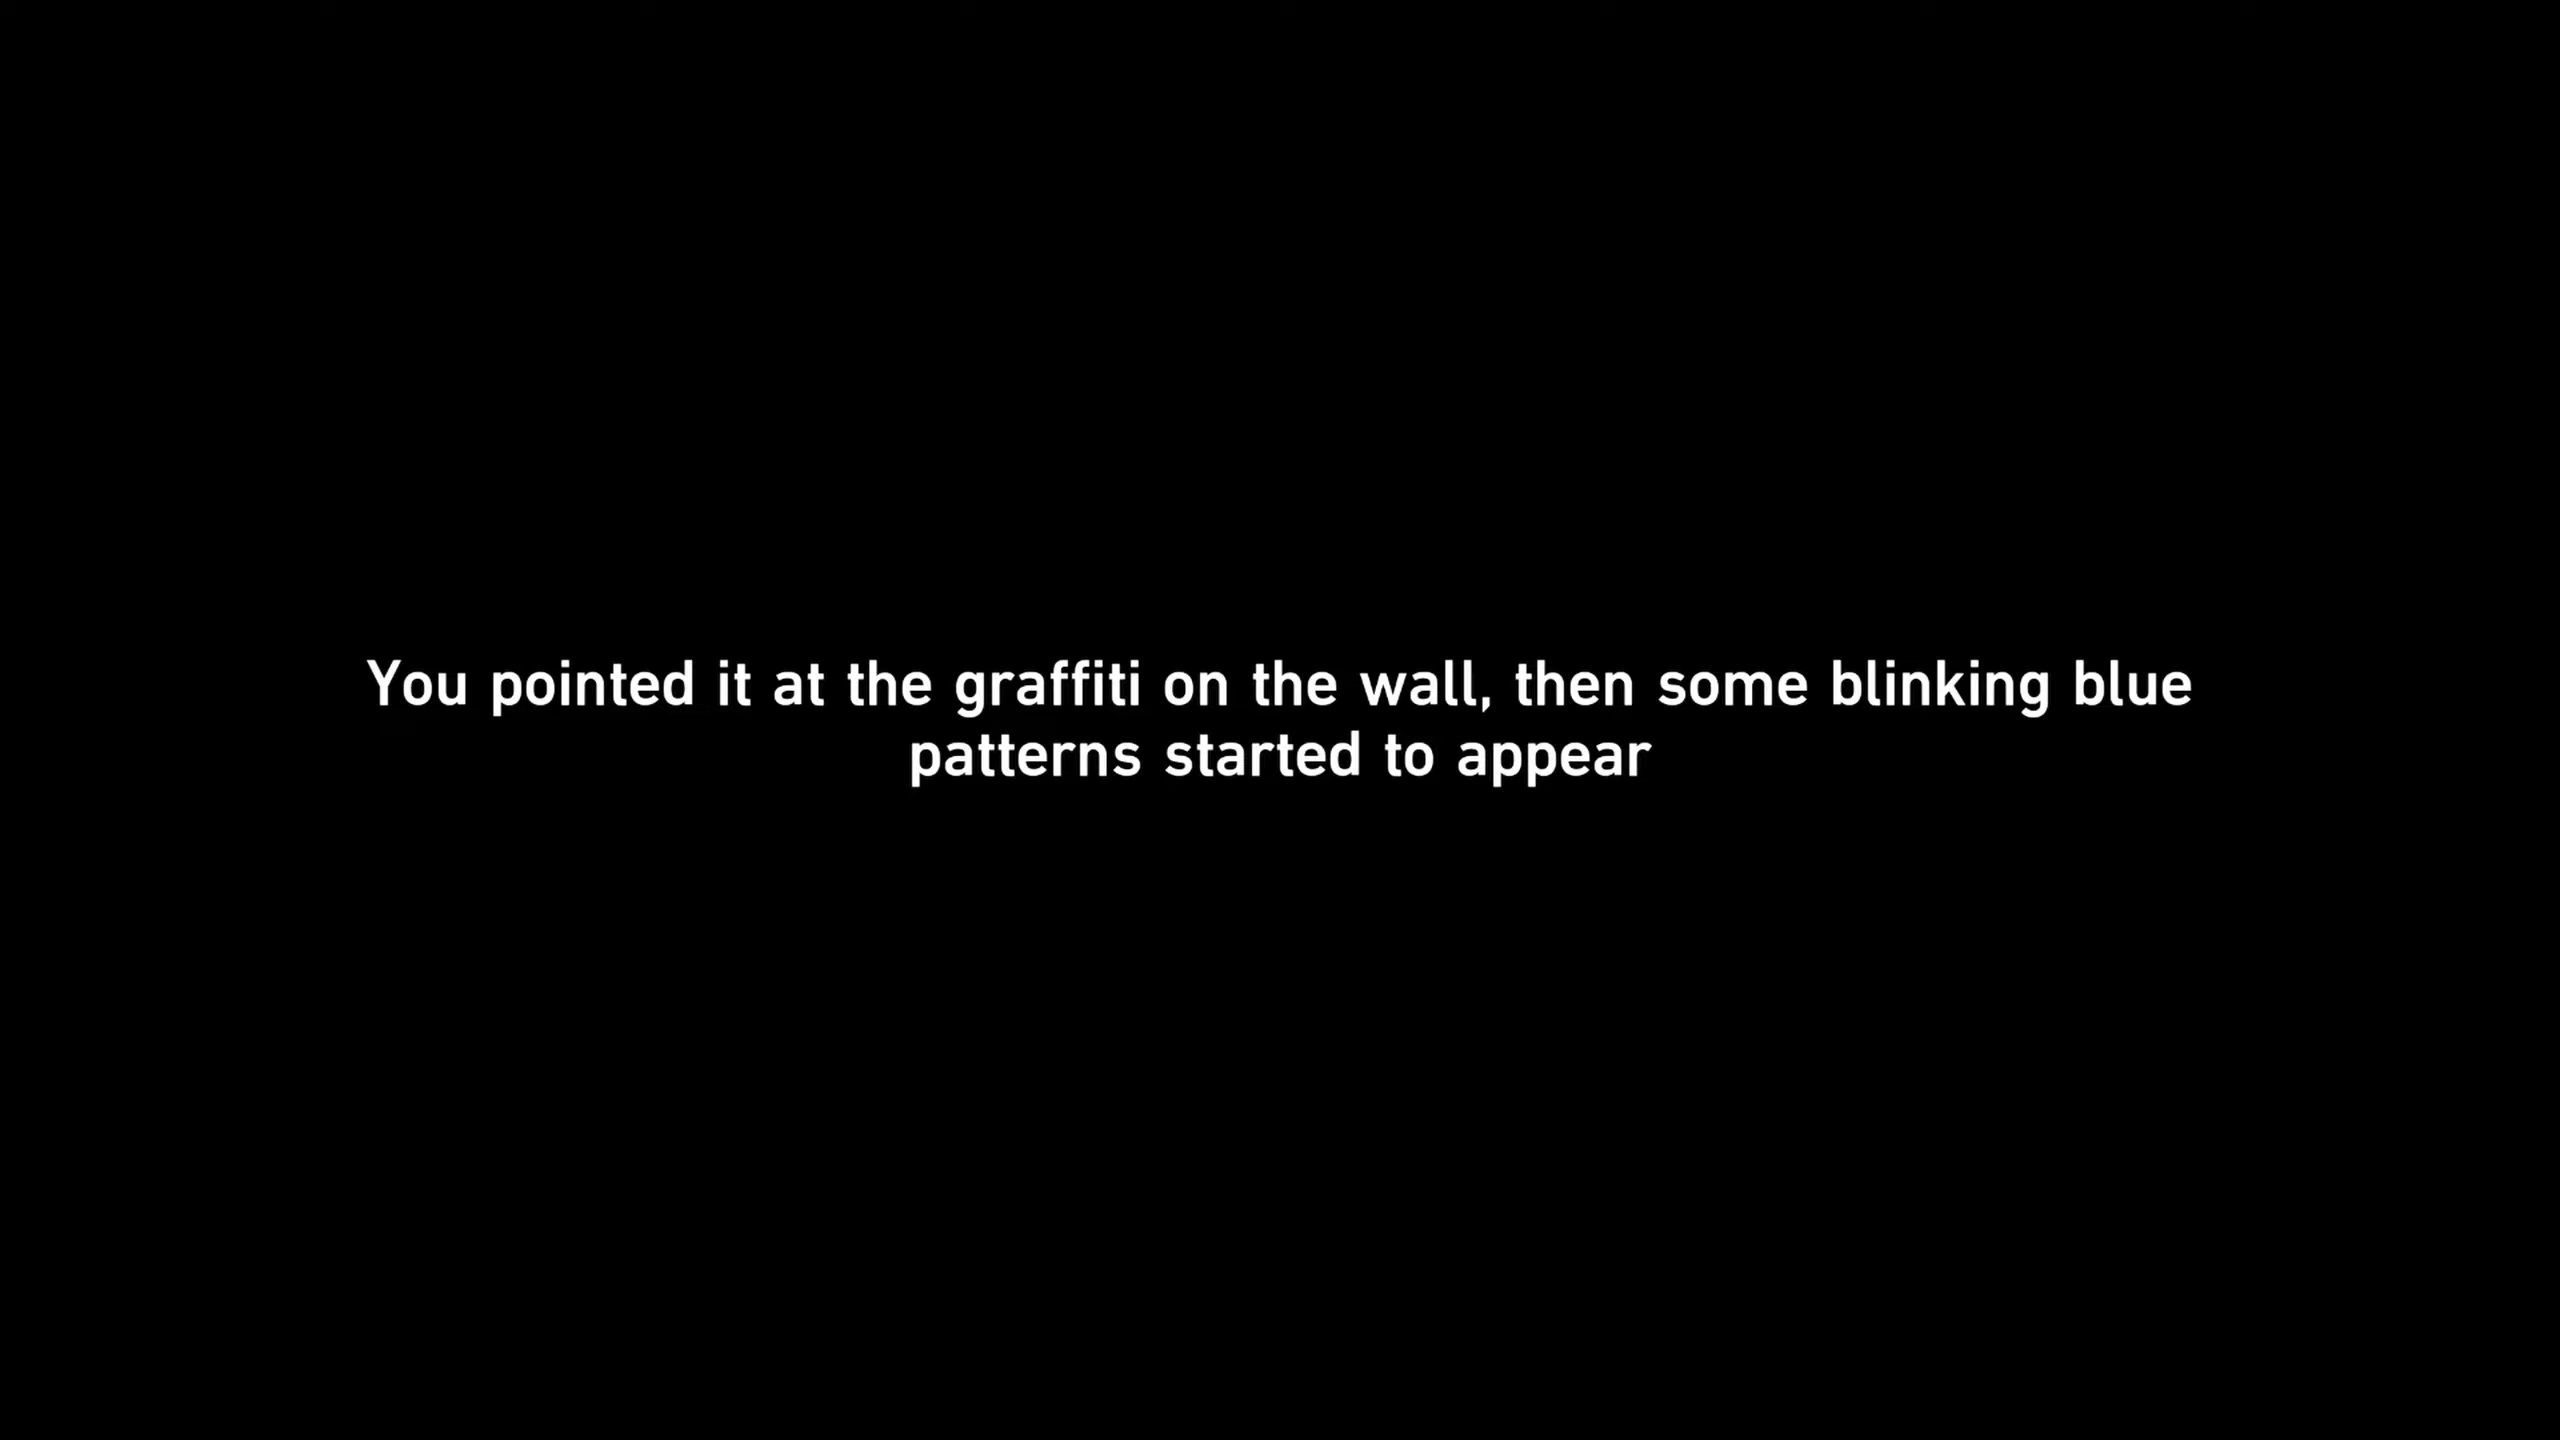 You pointed it at the graffiti on the wall, then some blinking blue
patterns started to appear